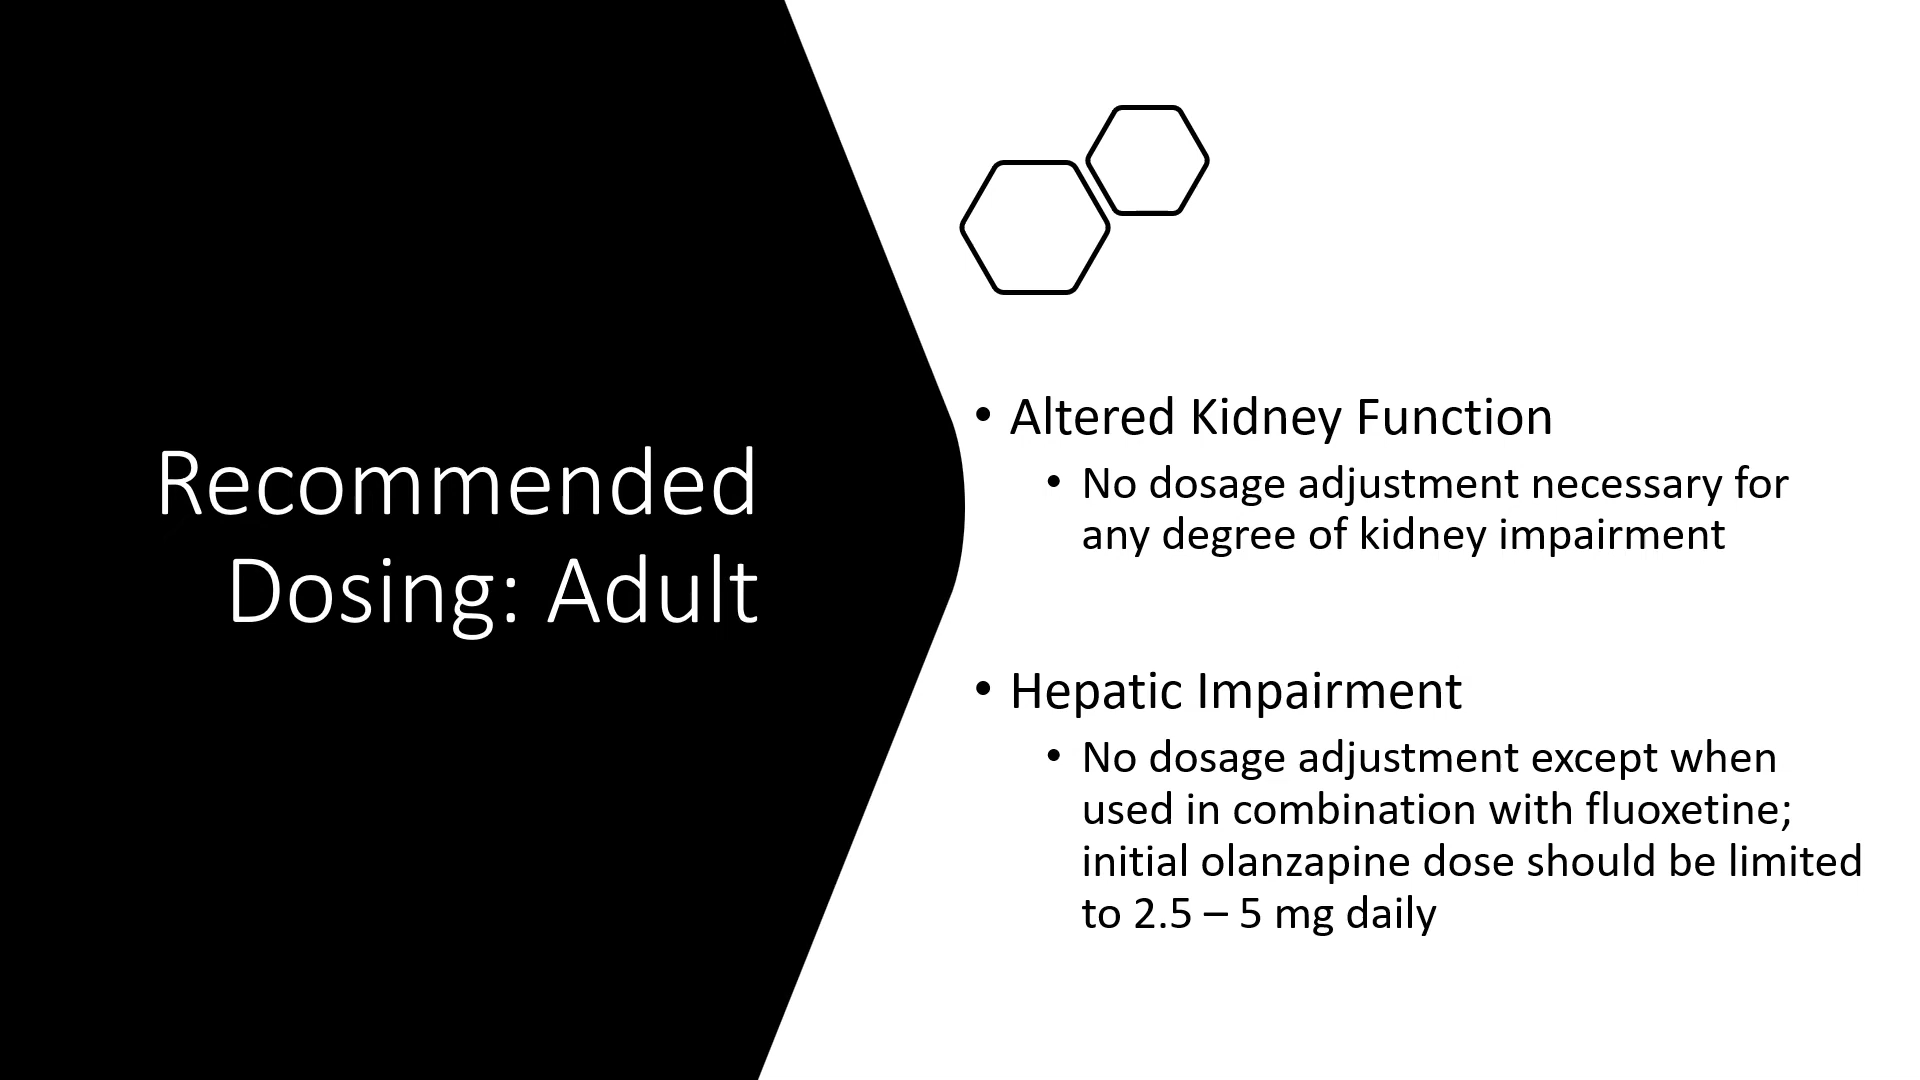 Recommended
Dosing: Adult
• Altered Kidney Function
• No dosage adjustment necessary for
any degree of kidney impairment
• Hepatic Impairment
• No dosage adjustment except when
used in combination with fluoxetine;
initial olanzapine dose should be limited
to 2.5 – 5 mg daily